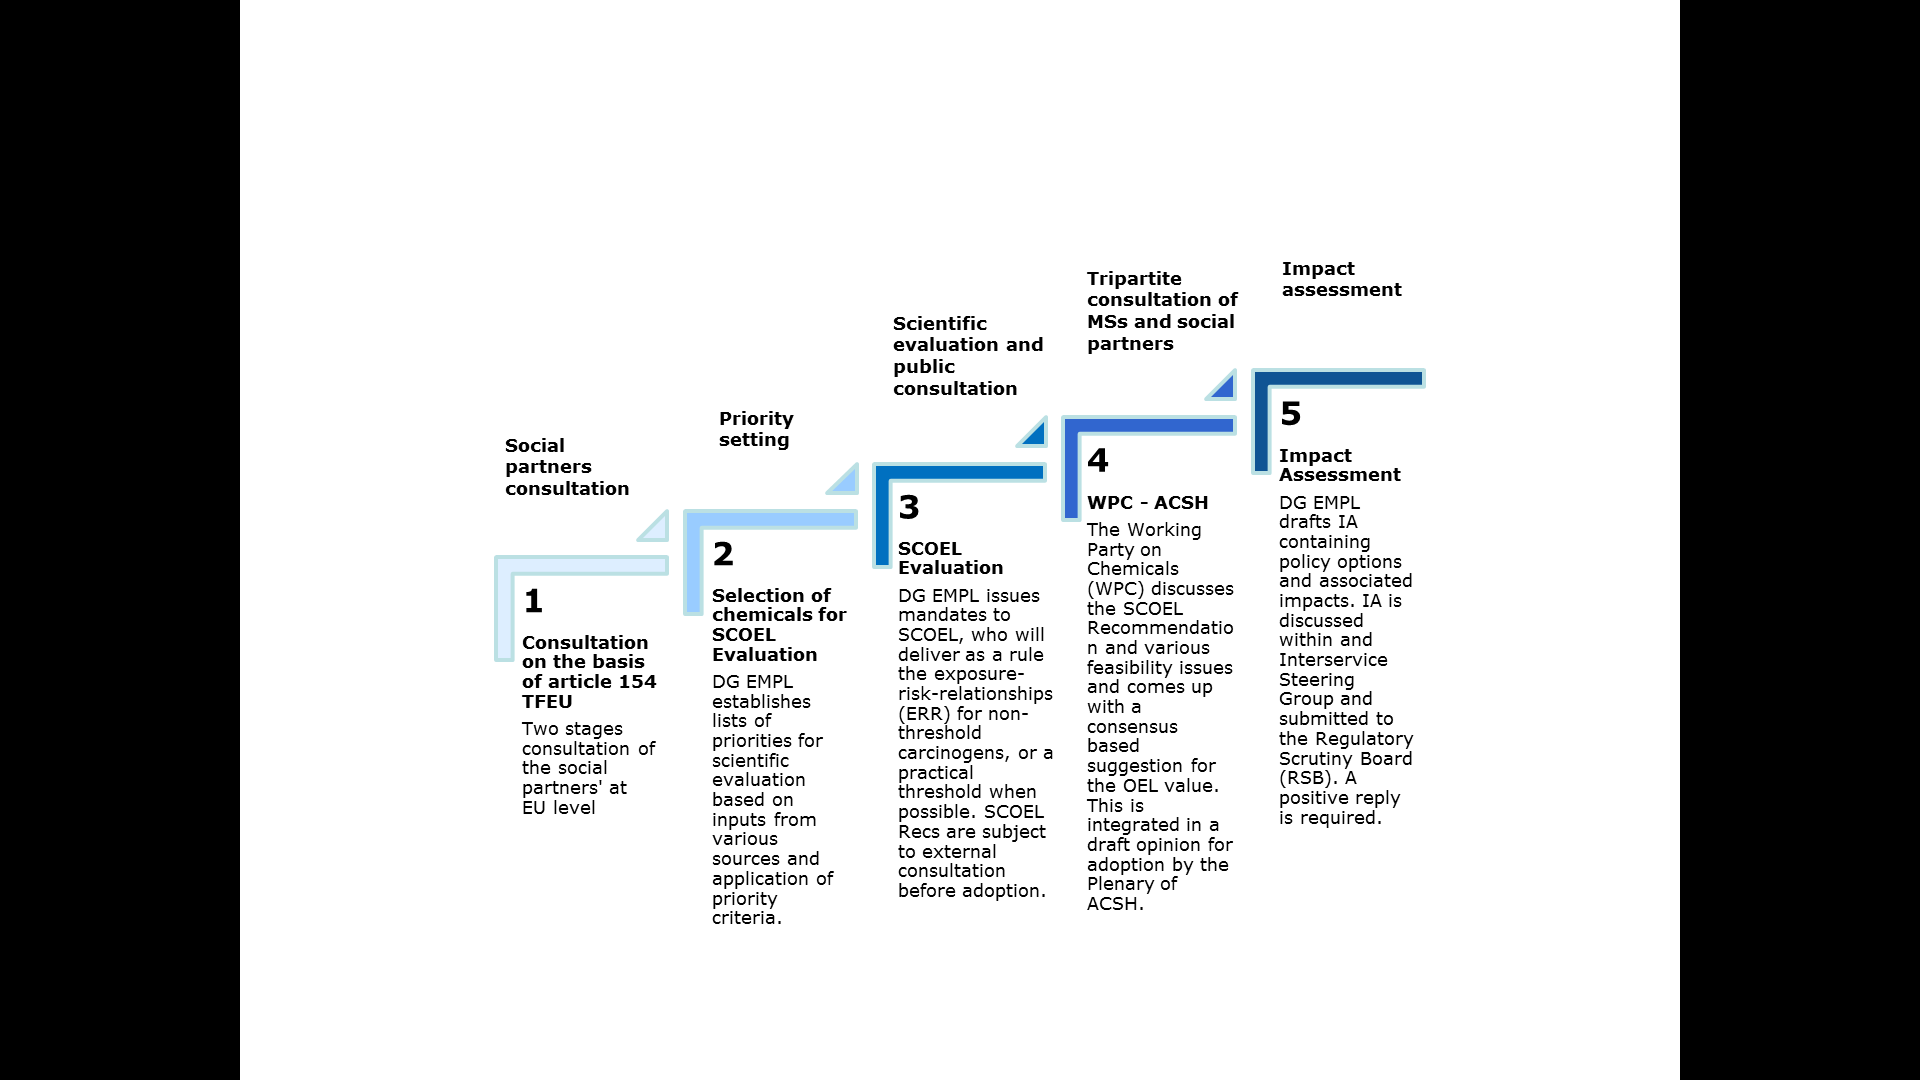 Social
partners
consultation
1
Consultation
on the basis
of article 154
TFEU
Two stages
consultation of
the social
partners' at
EU level
Priority
setting
2
Selection of
chemicals for
SCOEL
Evaluation
DG EMPL
establishes
lists of
priorities for
scientific
evaluation
based on
inputs from
various
sources and
application of
priority
criteria.
Scientific
evaluation and
public
consultation
3
SCOEL
Evaluation
DG EMPL issues
mandates to
SCOEL, who will
deliver as a rule
the exposure-
risk-relationships
(ERR) for non-
threshold
carcinogens, or a
practical
threshold when
possible. SCOEL
Recs are subject
to external
consultation
before adoption.
Tripartite
consultation of
MSs and social
partners
4
WPC - ACSH
The Working
Party on
Chemicals
(WPC) discusses
the SCOEL
Recommendatio
n and various
feasibility issues
and comes up
with a
consensus
based
suggestion for
the OEL value.
This is
integrated in a
draft opinion for
adoption by the
Plenary of
ACSH.
Impact
assessment
5
Impact
Assessment
DG EMPL
drafts IA
containing
policy options
and associated
impacts. IA is
discussed
within and
Interservice
Steering
Group and
submitted to
the Regulatory
Scrutiny Board
(RSB). A
positive reply
is required.